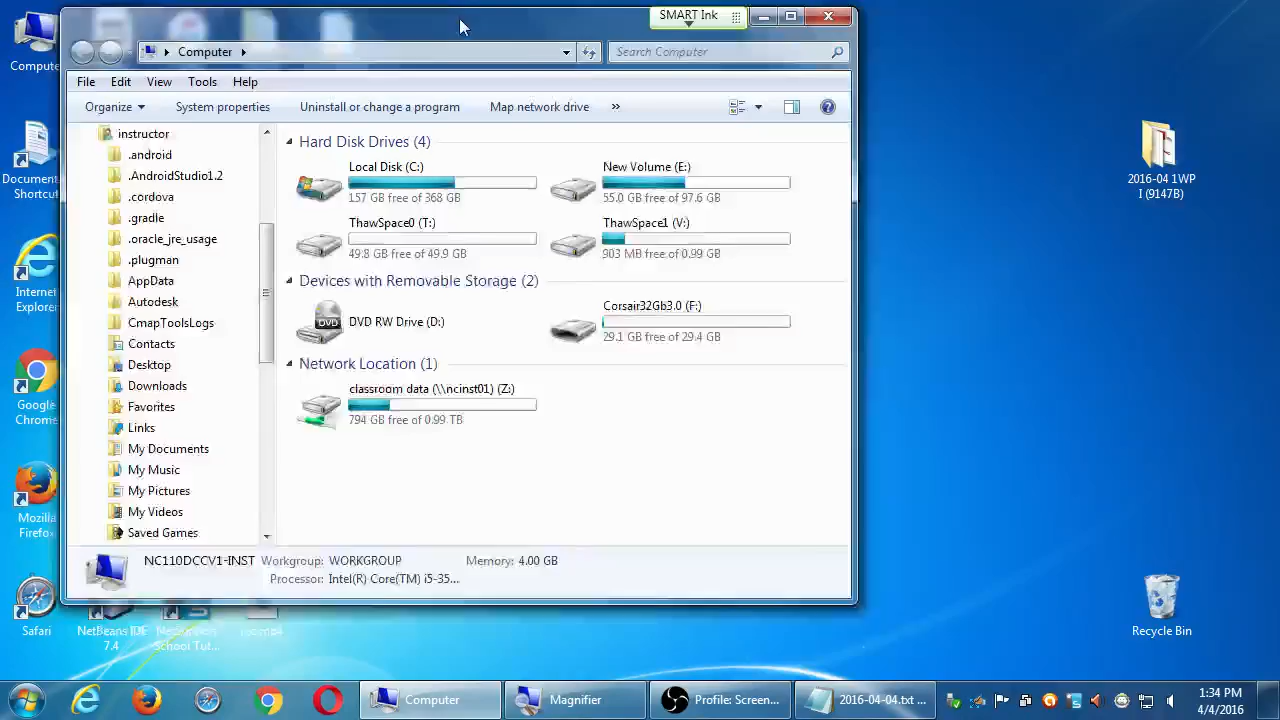 SMART Ink
Computer
Search Computer
File Edit View Tools Help
Organize System properties Uninstall or change a program Map network drive »
instructor
.android
.AndroidStudio1.2
.cordova
.gradle
.oracle_jre_usage
.plugman
AppData
Autodesk
CmapToolsLogs
Contacts
Desktop
Downloads
Favorites
Links
My Documents
My Music
My Pictures
My Videos
Saved Games
Hard Disk Drives (4)
Local Disk (C:)
157 GB free of 368 GB
New Volume (E:)
55.0 GB free of 97.6 GB
ThawSpace0 (T:)
49.8 GB free of 49.9 GB
ThawSpace1 (V:)
903 MB free of 0.99 GB
Devices with Removable Storage (2)
DVD
DVD RW Drive (D:)
Corsair32Gb3.0 (F:)
29.1 GB free of 29.4 GB
Network Location (1)
classroom data (\\ncinst01) (Z:)
794 GB free of 0.99 TB
NC110DCCV1-INST Workgroup: WORKGROUP Memory: 4.00 GB
Processor: Intel(R) Core(TM) i5-35...
Compute
Document
Shortcut
Internet
Explorer
Google
Chrome
Mozilla
Firefox
Safari
NetBeans IDE
7.4
School Tut...
2016-04 1WP
I (9147B)
Recycle Bin
Computer
Magnifier
Profile: Screen...
2016-04-04.txt ...
1:34 PM
4/4/2016